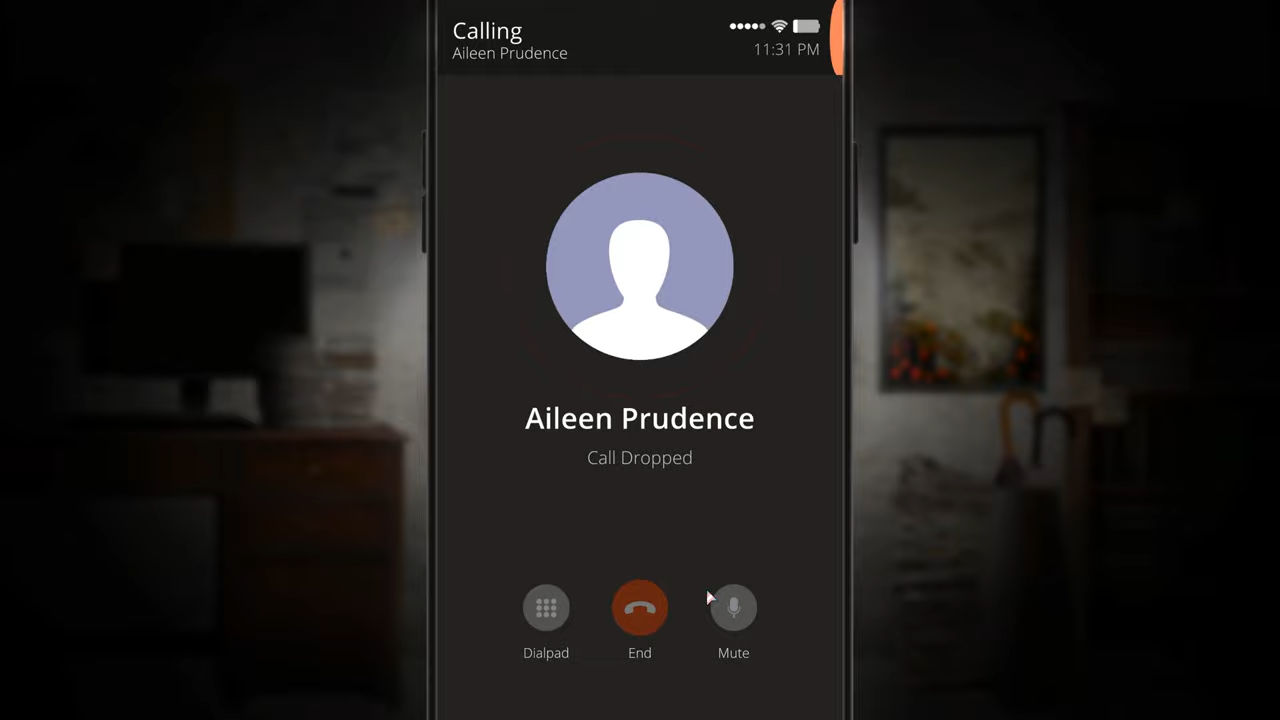 Calling
Aileen Prudence
11:31 PM
Aileen Prudence
Call Dropped
Dialpad
End
Mute